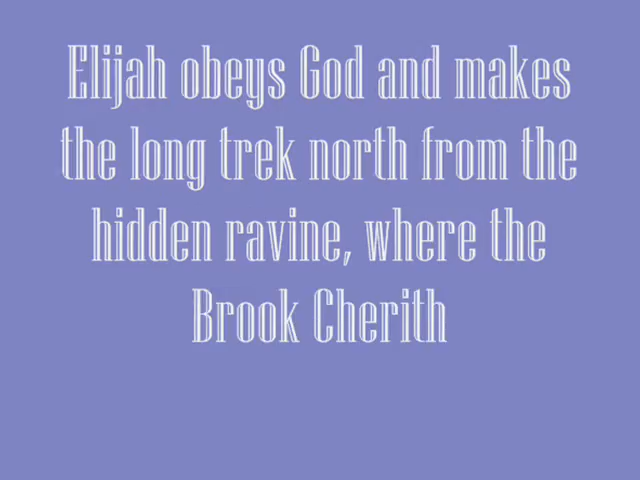 Elijah obeys God and makes
the long trek north from the
hidden ravine, where the
Brook Cherith